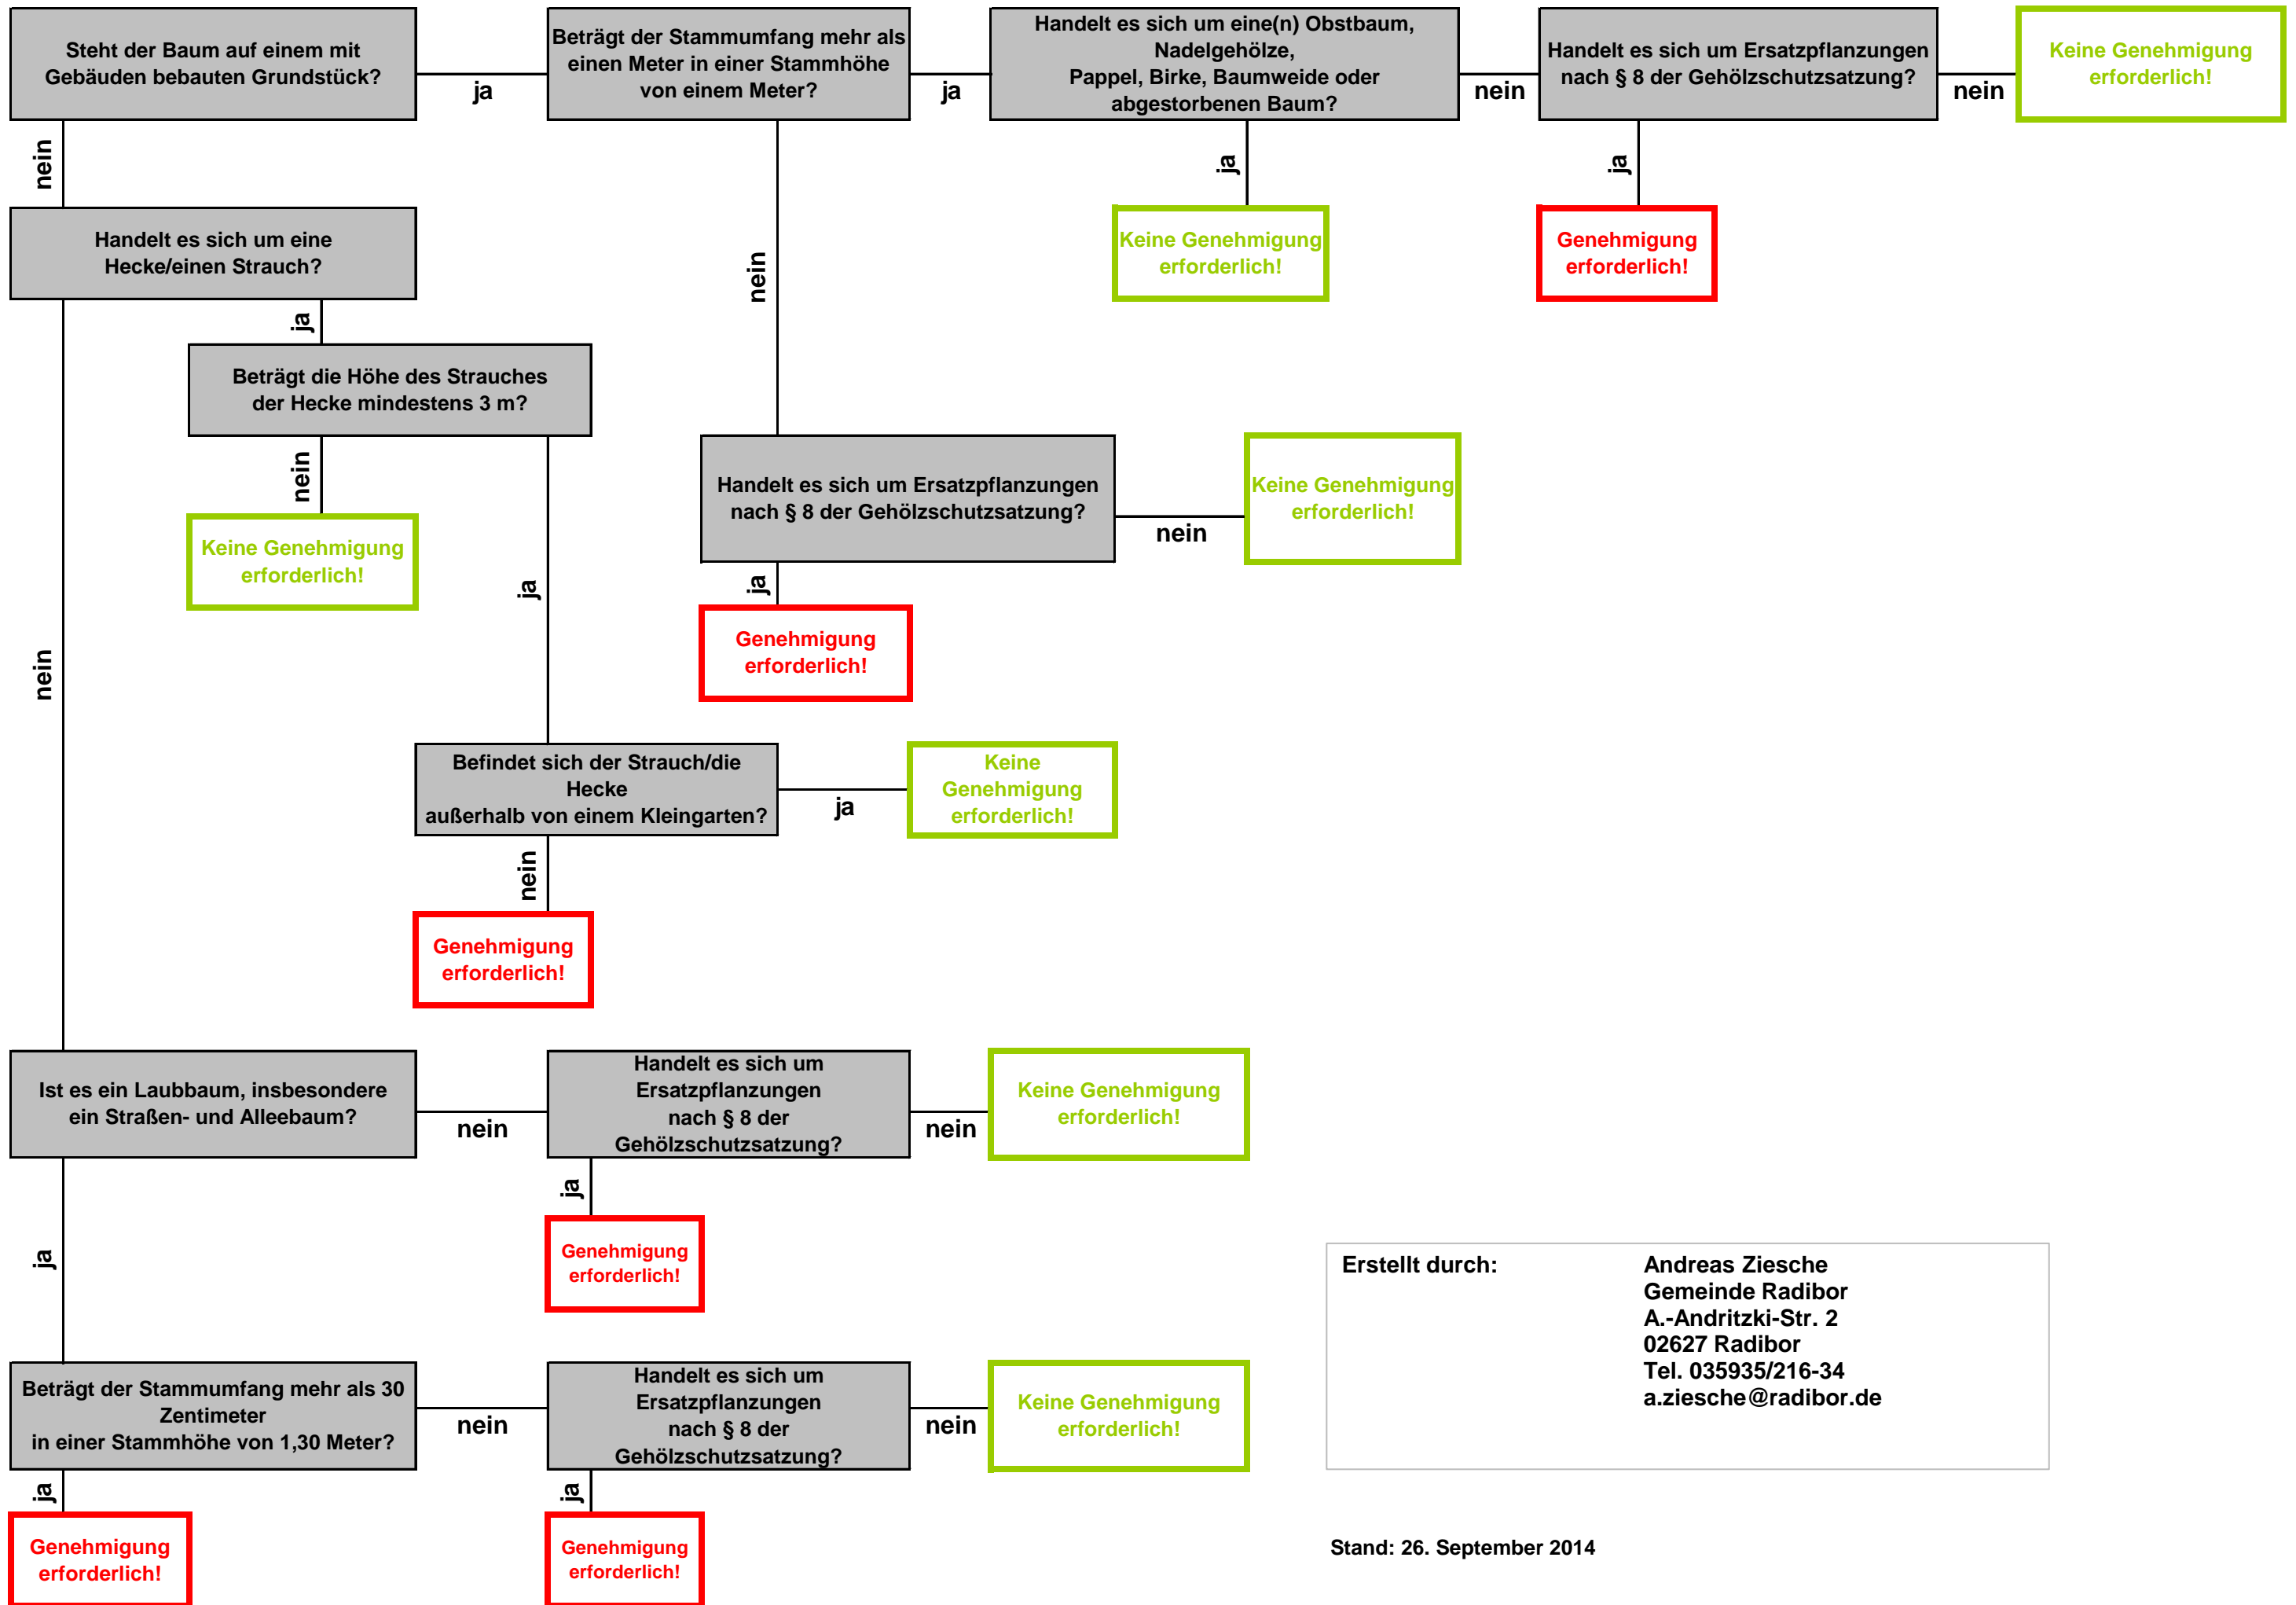 Steht der Baum auf einem mit
Gebäuden bebauten Grundstück?
ja
Beträgt der Stammumfang mehr als
einen Meter in einer Stammhöhe
von einem Meter?
ja
Handelt es sich um eine(n) Obstbaum,
Nadelgehölze,
Pappel, Birke, Baumweide oder
abgestorbenen Baum?
nein
Handelt es sich um Ersatzpflanzungen
nach § 8 der Gehölzschutzsatzung?
nein
Keine Genehmigung
erforderlich!
nein
ja
ja
Handelt es sich um eine
Hecke/einen Strauch?
nein
Keine Genehmigung
erforderlich!
Genehmigung
erforderlich!
ja
Beträgt die Höhe des Strauches
der Hecke mindestens 3 m?
nein
Handelt es sich um Ersatzpflanzungen
nach § 8 der Gehölzschutzsatzung?
nein
Keine Genehmigung
erforderlich!
Keine Genehmigung
erforderlich!
ja
ja
Genehmigung
erforderlich!
nein
Befindet sich der Strauch/die
Hecke
außerhalb von einem Kleingarten?
ja
Keine
Genehmigung
erforderlich!
nein
Genehmigung
erforderlich!
Ist es ein Laubbaum, insbesondere
ein Straßen- und Alleebaum?
nein
Handelt es sich um
Ersatzpflanzungen
nach § 8 der
Gehölzschutzsatzung?
nein
Keine Genehmigung
erforderlich!
ja
ja
Genehmigung
erforderlich!
Beträgt der Stammumfang mehr als 30
Zentimeter
in einer Stammhöhe von 1,30 Meter?
nein
Handelt es sich um
Ersatzpflanzungen
nach § 8 der
Gehölzschutzsatzung?
nein
Keine Genehmigung
erforderlich!
ja
ja
Genehmigung
erforderlich!
Genehmigung
erforderlich!
Erstellt durch: Andreas Ziesche
Gemeinde Radibor
A.-Andritzki-Str. 2
02627 Radibor
Tel. 035935/216-34
a.ziesche@radibor.de
Stand: 26. September 2014